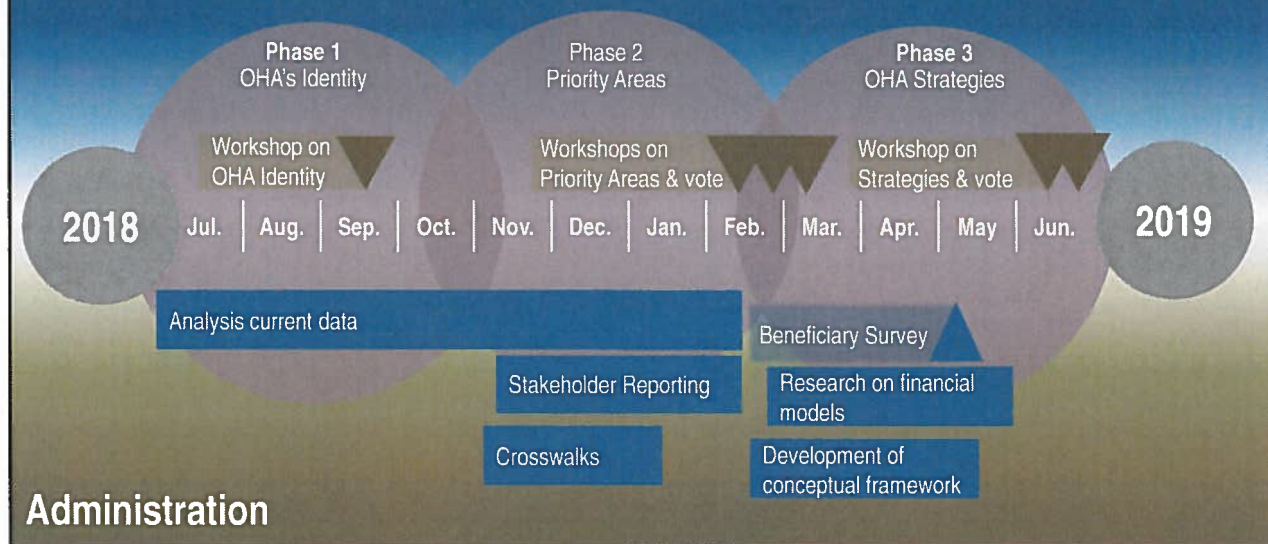 Phase 1
OHA's Identity
Phase 2
Priority Areas
Phase 3
OHA Strategies
Workshop on
OHA Identity
Workshops on
Priority Areas & vote
Workshop on
Strategies & vote
2018
Jul.
Aug.
Sep.
Oct.
Nov.
Dec.
Jan.
Feb.
Mar.
Apr.
May
Jun.
2019
Analysis current data
Beneficiary Survey
Stakeholder Reporting
Research on financial
models
Crosswalks
Development of
conceptual framework
Administration